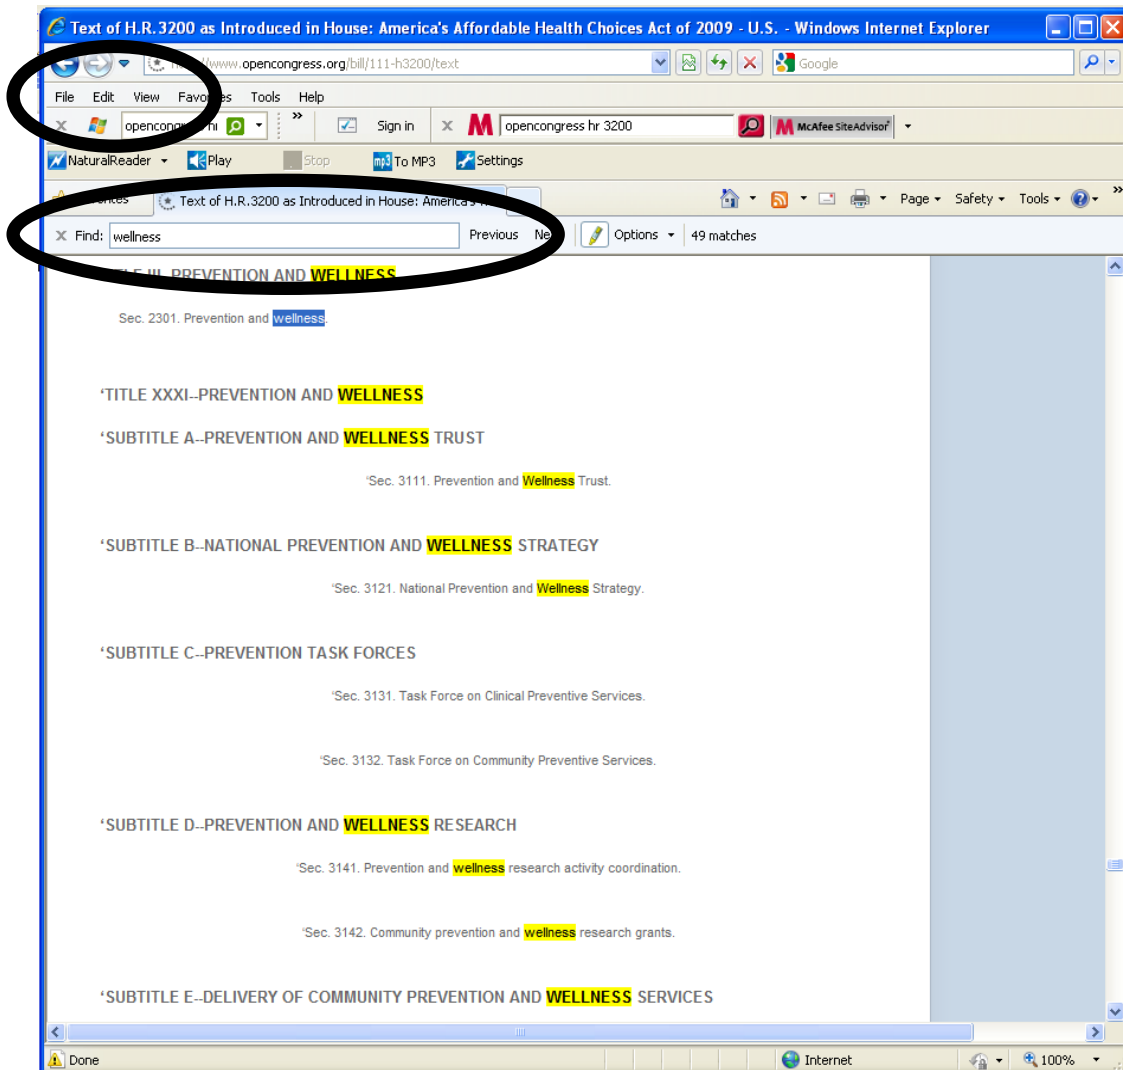 Text of H.R.3200 as Introduced in House: America's Affordable Health Choices Act of 2009 - U.S. - Windows Internet Explorer
www.opencongress.org/bill/111-h3200/text Google
File Edit View Favorites Tools Help
X opencongress hr » Sign in X M opencongress hr 3200 M McAfee SiteAdvisor
NaturalReader Play Stop mp3 To MP3 Settings
Text of H.R.3200 as Introduced in House: America's Page Safety Tools »
X Find: wellness Previous Options 49 matches
III--PREVENTION AND WELLNESS
Sec. 2301. Prevention and wellness.
‘TITLE XXXI--PREVENTION AND WELLNESS
‘SUBTITLE A--PREVENTION AND WELLNESS TRUST
‘Sec. 3111. Prevention and Wellness Trust.
‘SUBTITLE B--NATIONAL PREVENTION AND WELLNESS STRATEGY
‘Sec. 3121. National Prevention and Wellness Strategy.
‘SUBTITLE C--PREVENTION TASK FORCES
‘Sec. 3131. Task Force on Clinical Preventive Services.
‘Sec. 3132. Task Force on Community Preventive Services.
‘SUBTITLE D--PREVENTION AND WELLNESS RESEARCH
‘Sec. 3141. Prevention and wellness research activity coordination.
‘Sec. 3142. Community prevention and wellness research grants.
‘SUBTITLE E--DELIVERY OF COMMUNITY PREVENTION AND WELLNESS SERVICES
Done Internet 100%